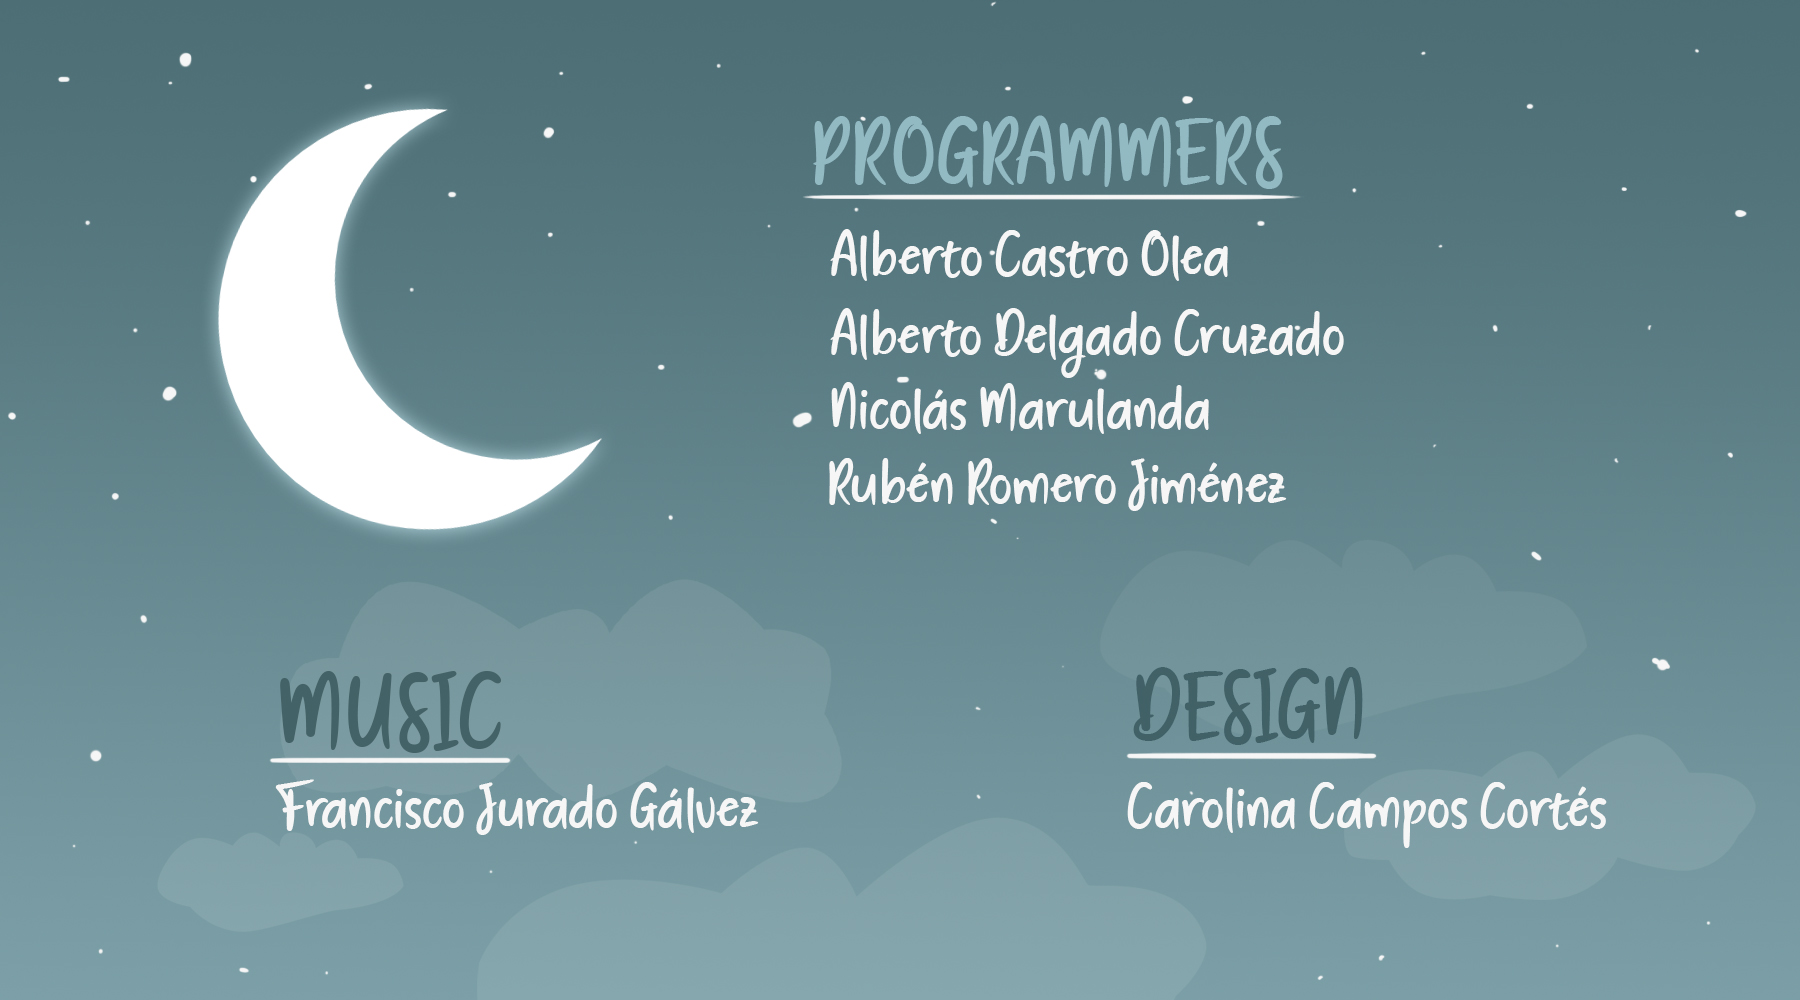 PROGRAMMERS
Alberto Castro Olea
Alberto Delgado Cruzado
Nicolás Marulanda
Rubén Romero Jiménez
MUSIC
Francisco Jurado Gálvez
DESIGN
Carolina Campos Cortés